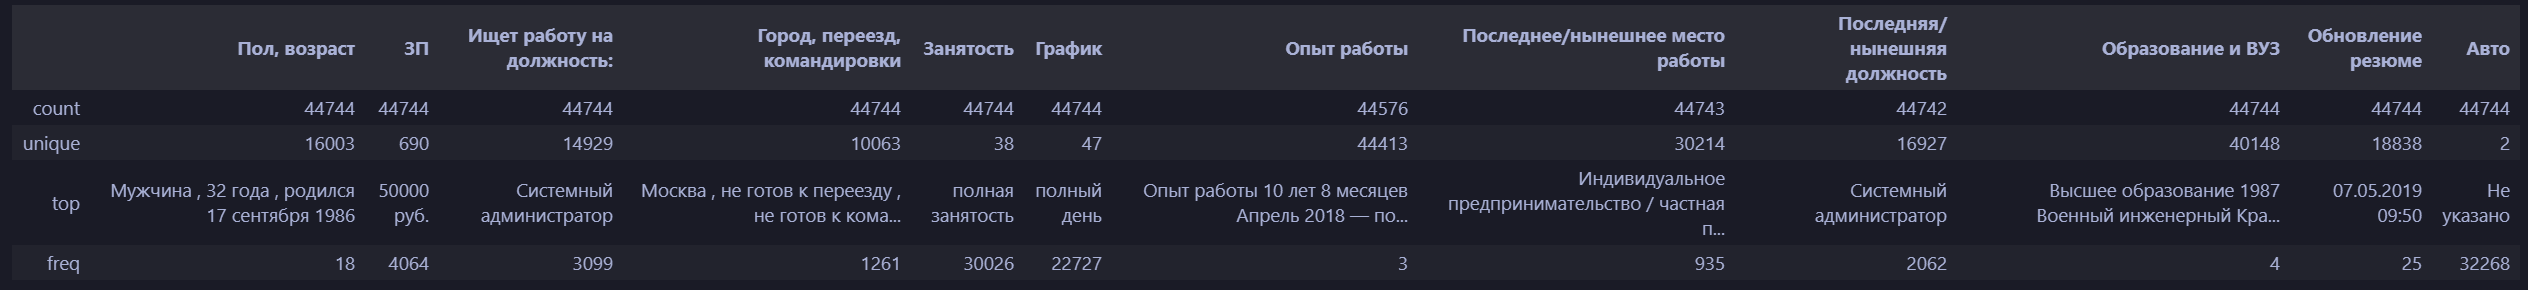 Пол, возраст ЗП Ищет работу на должность: Город, переезд, командировки Занятость График Опыт работы Последнее/нынешнее место работы Последняя/нынешняя должность Образование и ВУЗ Обновление резюме Авто
count 44744 44744 44744 44744 44744 44744 44576 44743 44742 44744 44744 44744
unique 16003 690 14929 10063 38 47 44413 30214 16927 40148 18838 2
top Мужчина , 32 года , родился 17 сентября 1986 50000 руб. Системный администратор Москва , не готов к переезду , не готов к кома... полная занятость полный день Опыт работы 10 лет 8 месяцев Апрель 2018 — по... Индивидуальное предпринимательство / частная п... Системный администратор Высшее образование 1987 Военный инженерный Кра... 07.05.2019 09:50 Не указано
freq 18 4064 3099 1261 30026 22727 3 935 2062 4 25 32268